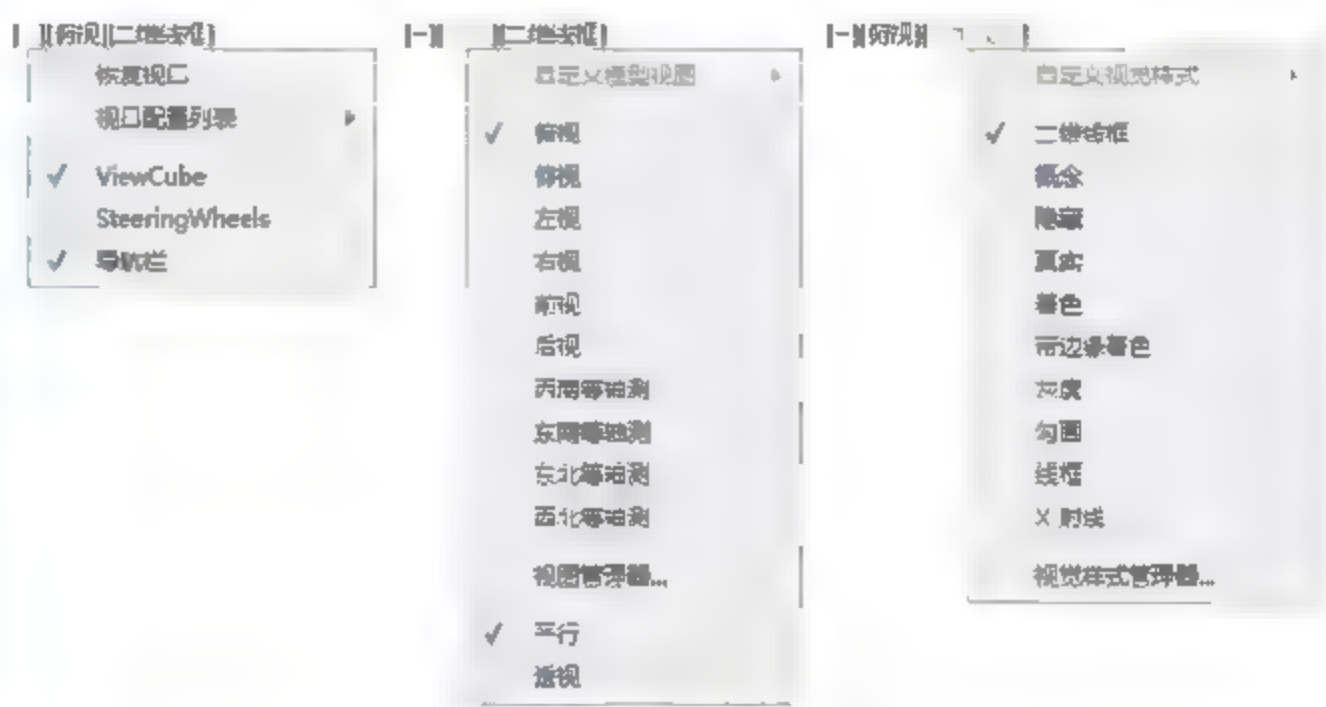 [俯视][二维线框]
恢复视口
视口配置列表
ViewCube
SteeringWheels
导航栏
[-]
[二维线框]
自定义模型视图
俯视
仰视
左视
右视
前视
后视
西南等轴测
东南等轴测
东北等轴测
西北等轴测
视图管理器...
平行
透视
[-][俯视]
自定义视觉样式
二维线框
概念
隐藏
真实
着色
带边缘着色
灰度
勾画
线框
X 射线
视觉样式管理器...